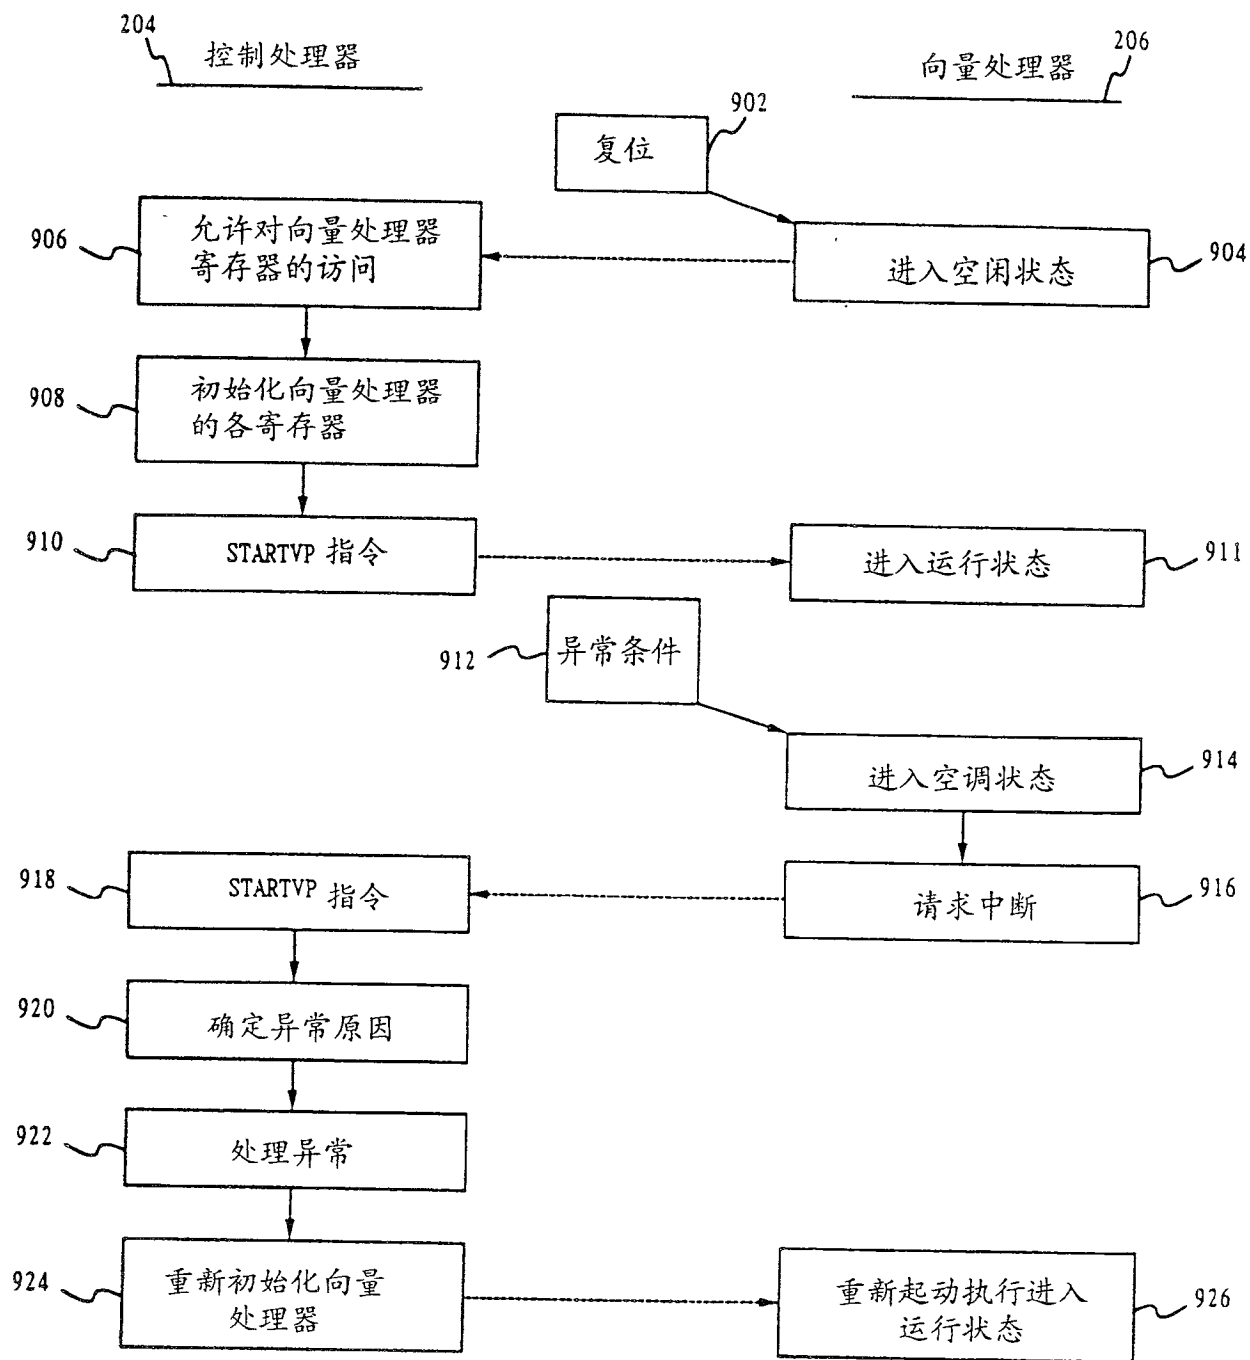 204
控制处理器
向量处理器
206
902
复位
906
允许对向量处理器
寄存器的访问
进入空闲状态
904
908
初始化向量处理器
的各寄存器
910
STARTVP 指令
进入运行状态
911
912
异常条件
进入空调状态
914
918
STARTVP 指令
请求中断
916
920
确定异常原因
922
处理异常
924
重新初始化向量
处理器
重新起动执行进入
运行状态
926